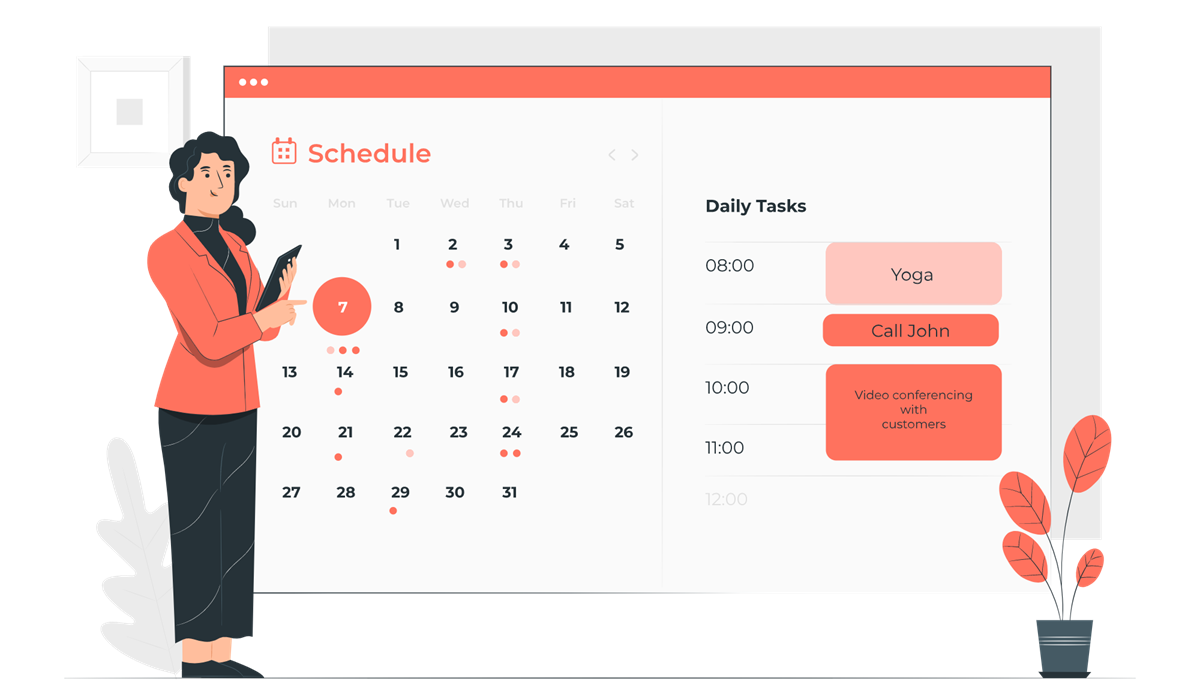 Schedule
Sun Mon Tue Wed Thu Fri Sat
1 2 3 4 5
7 8 9 10 11 12
13 14 15 16 17 18 19
20 21 22 23 24 25 26
27 28 29 30 31
Daily Tasks
08:00 Yoga
09:00 Call John
10:00
Video conferencing
with
customers
11:00
12:00